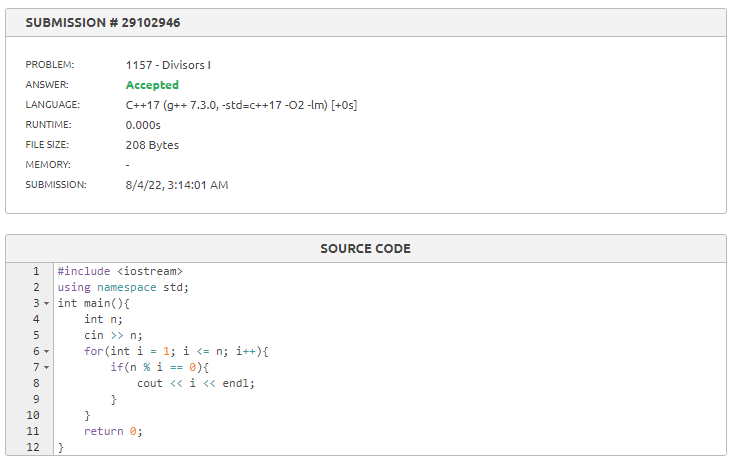 SUBMISSION # 29102946
PROBLEM: 1157 - Divisors I
ANSWER: Accepted
LANGUAGE: C++17 (g++ 7.3.0, -std=c++17 -O2 -lm) [+0s]
RUNTIME: 0.000s
FILE SIZE: 208 Bytes
MEMORY: -
SUBMISSION: 8/4/22, 3:14:01 AM
SOURCE CODE
1 #include <iostream>
2 using namespace std;
3 int main(){
4     int n;
5     cin >> n;
6     for(int i = 1; i <= n; i++){
7         if(n % i == 0){
8             cout << i << endl;
9         }
10     }
11     return 0;
12 }